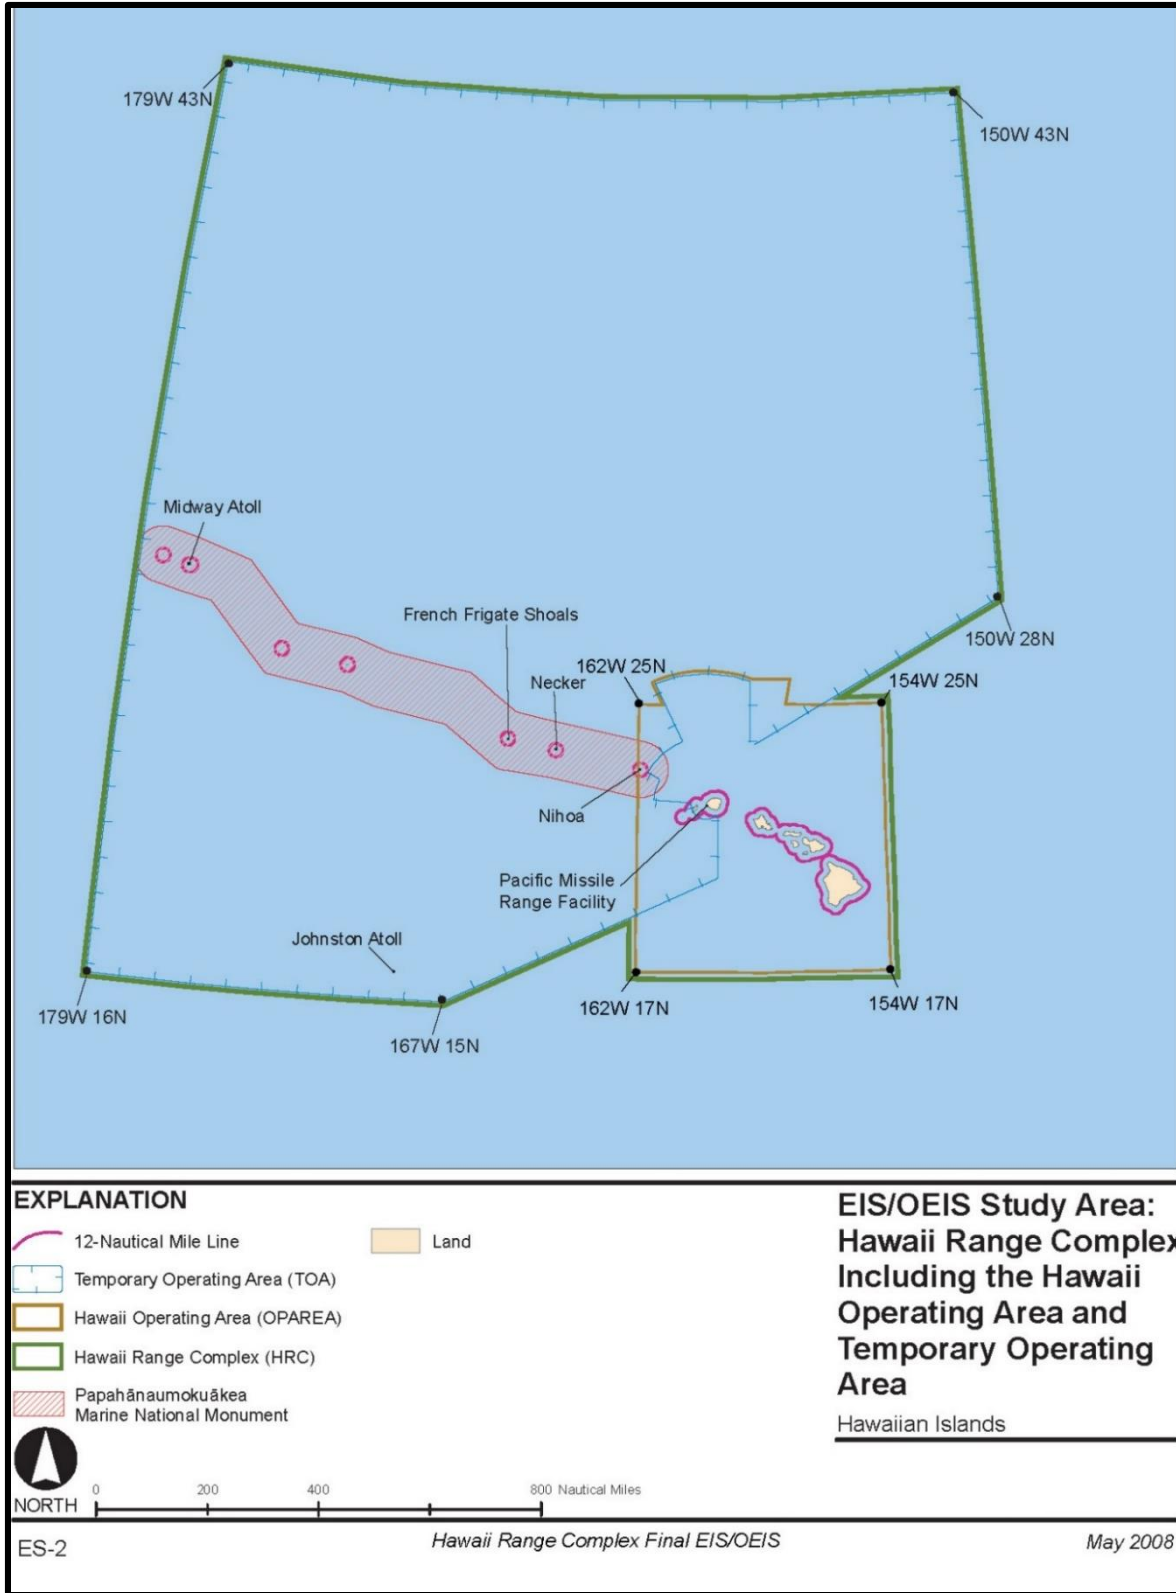 179W 43N
150W 43N
Midway Atoll
French Frigate Shoals
150W 28N
162W 25N
154W 25N
Necker
Nihoa
Pacific Missile
Range Facility
Johnston Atoll
179W 16N
162W 17N
154W 17N
167W 15N
EXPLANATION
12-Nautical Mile Line
Land
Temporary Operating Area (TOA)
Hawaii Operating Area (OPAREA)
Hawaii Range Complex (HRC)
Papahānaumokuākea
Marine National Monument
NORTH
0 200 400 800 Nautical Miles
EIS/OEIS Study Area:
Hawaii Range Complex
Including the Hawaii
Operating Area and
Temporary Operating
Area
Hawaiian Islands
ES-2
Hawaii Range Complex Final EIS/OEIS
May 2008